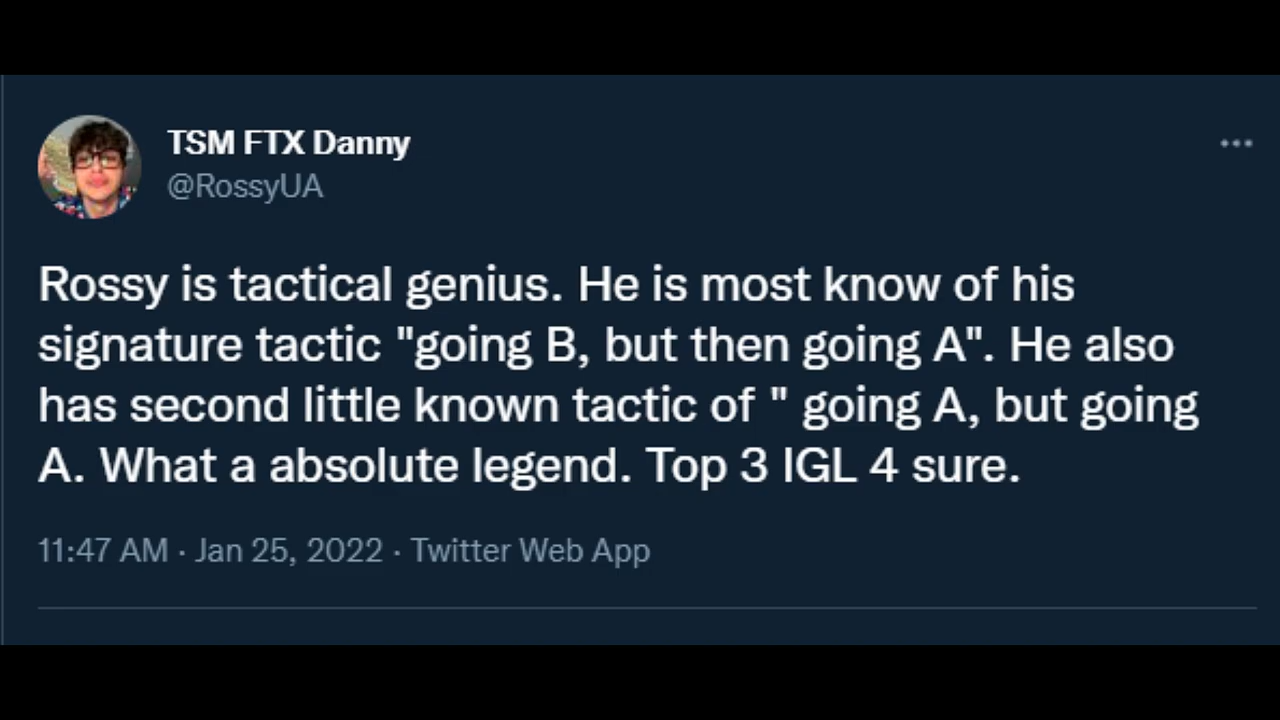 TSM FTX Danny
@RossyUA
Rossy is tactical genius. He is most know of his
signature tactic "going B, but then going A". He also
has second little known tactic of " going A, but going
A. What a absolute legend. Top 3 IGL 4 sure.
11:47 AM · Jan 25, 2022 · Twitter Web App